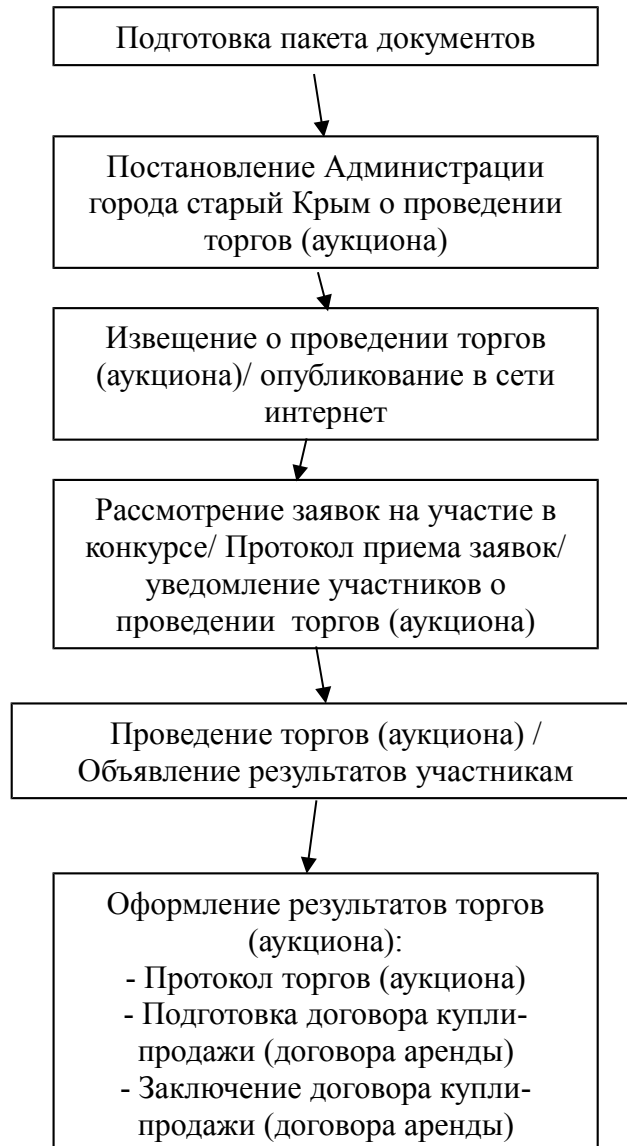 Подготовка пакета документов
Постановление Администрации
города старый Крым о проведении
торгов (аукциона)
Извещение о проведении торгов
(аукциона)/ опубликование в сети
интернет
Рассмотрение заявок на участие в
конкурсе/ Протокол приема заявок/
уведомление участников о
проведении  торгов (аукциона)
Проведение торгов (аукциона) /
Объявление результатов участникам
Оформление результатов торгов
(аукциона):
- Протокол торгов (аукциона)
- Подготовка договора купли-
продажи (договора аренды)
- Заключение договора купли-
продажи (договора аренды)